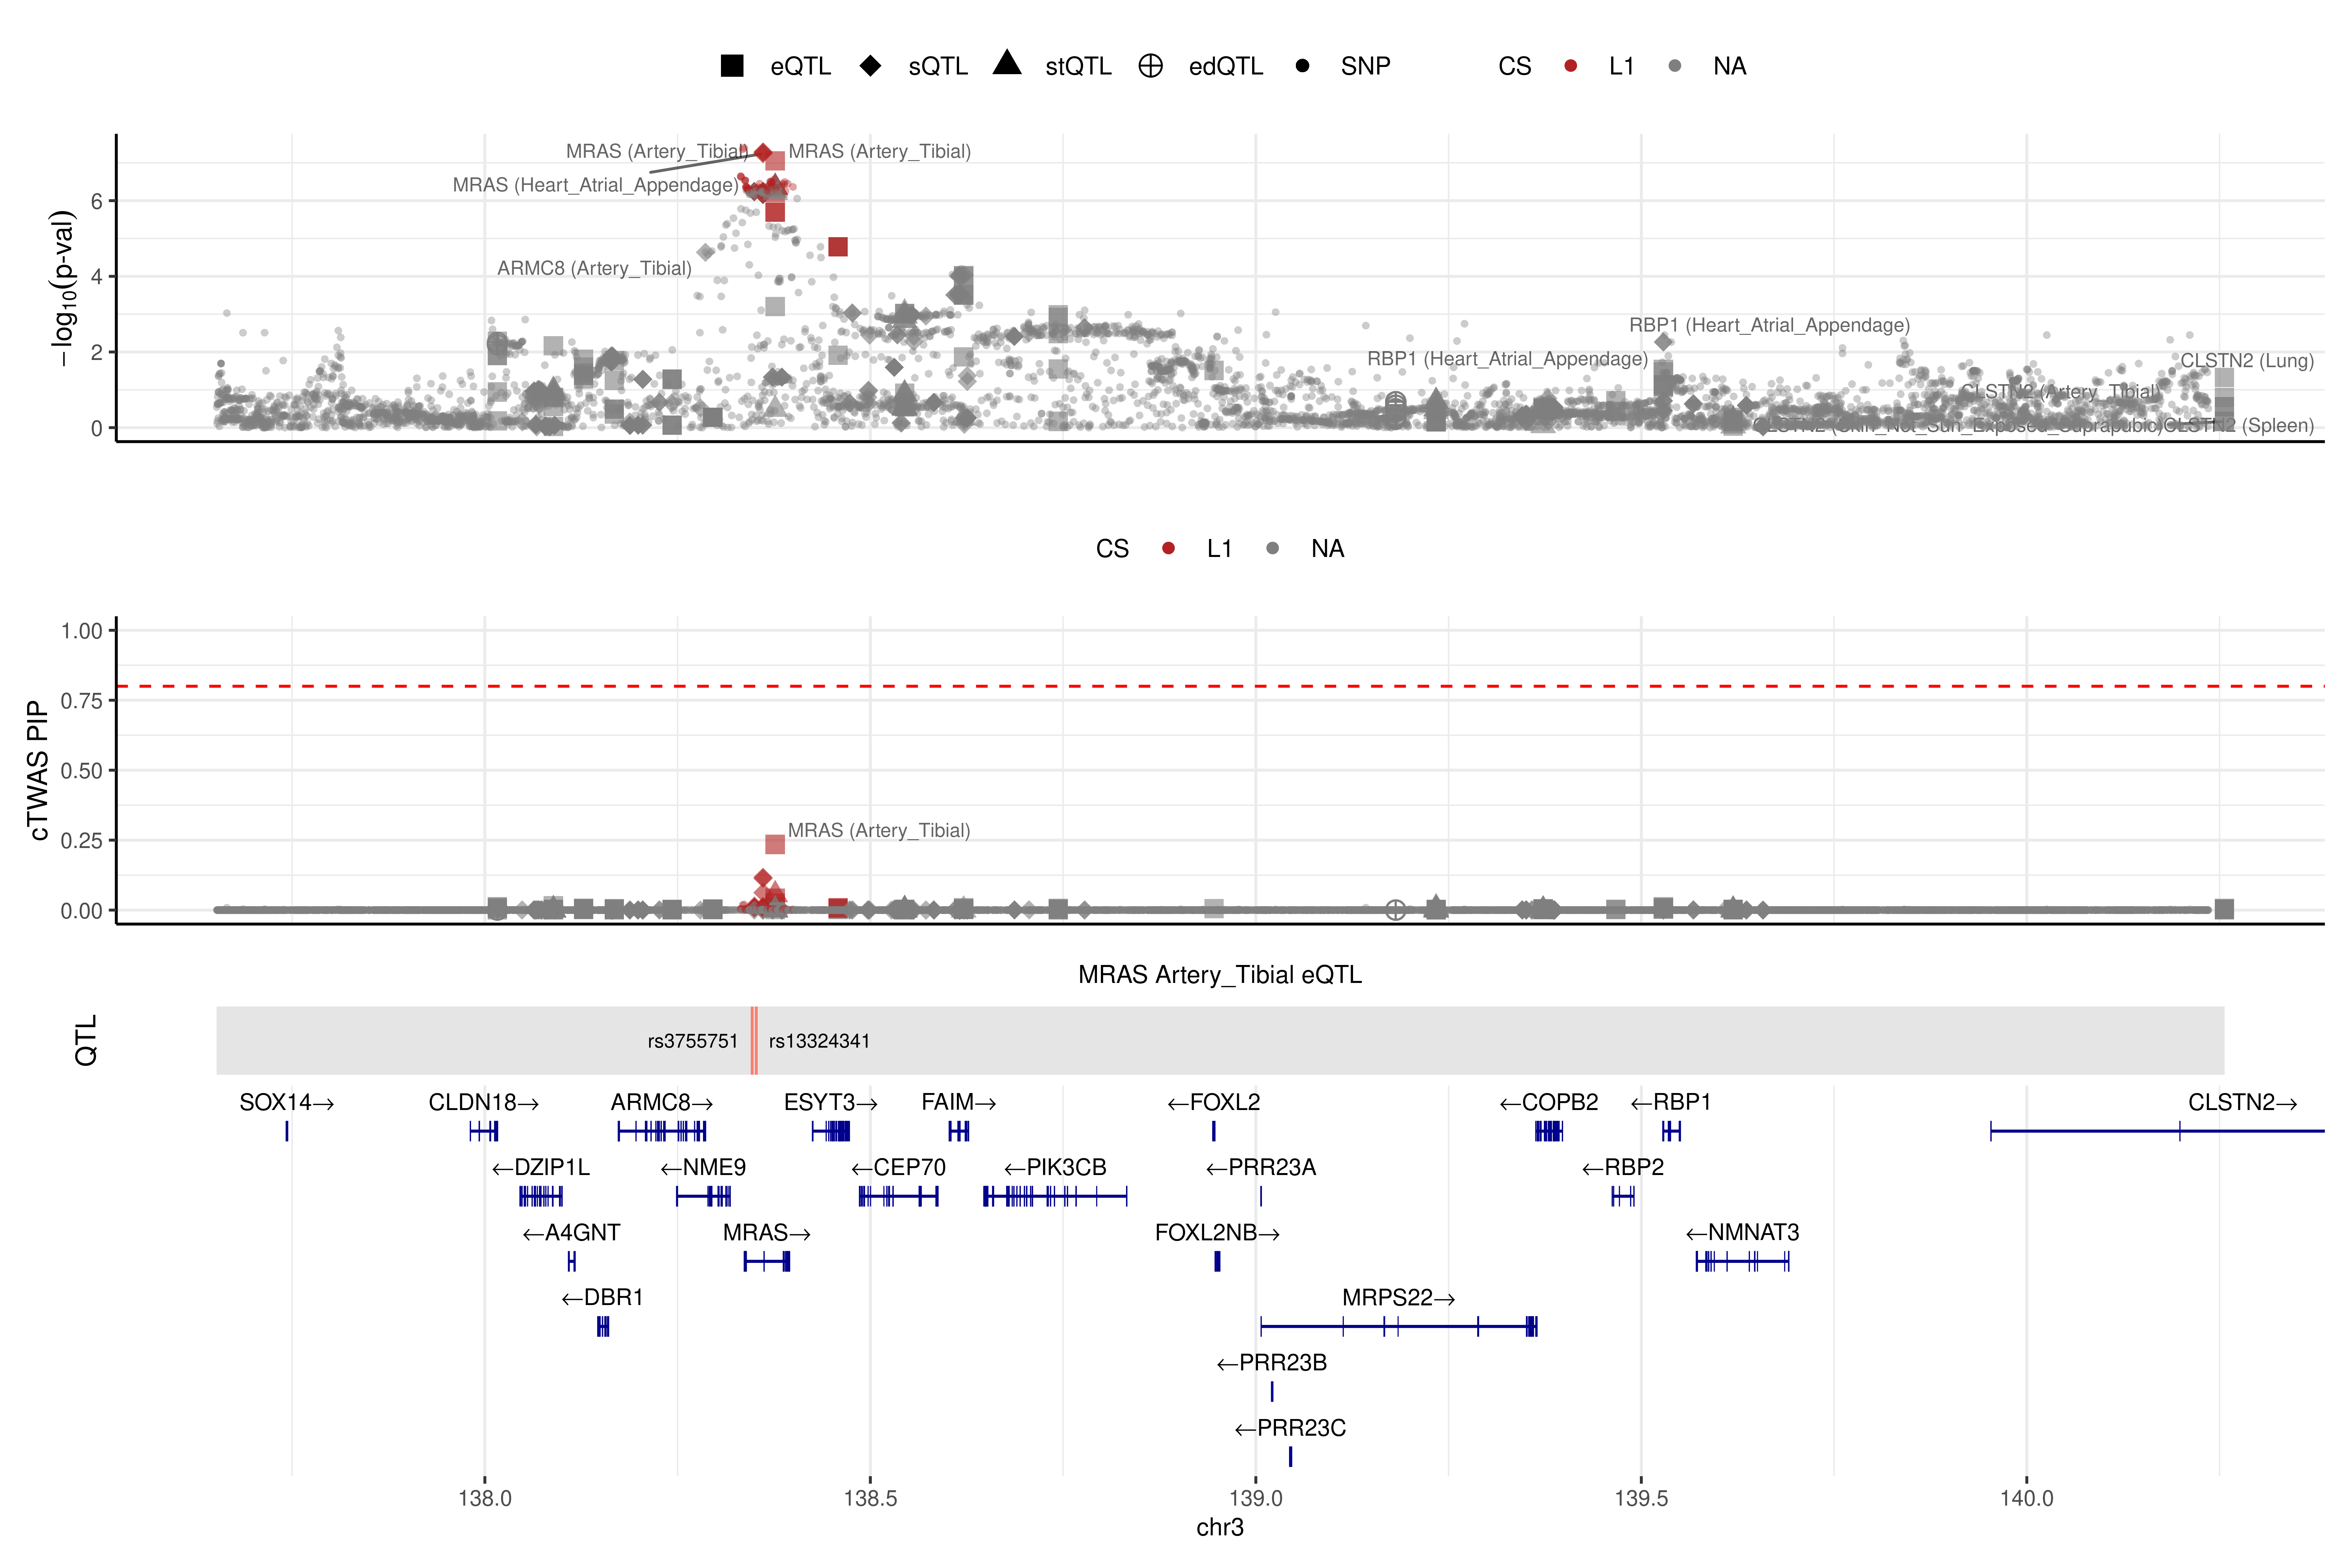 eQTL sQTL stQTL edQTL SNP CS L1 NA
MRAS (Artery_Tibial) MRAS (Artery_Tibial)
MRAS (Heart_Atrial_Appendage)
ARMC8 (Artery_Tibial)
RBP1 (Heart_Atrial_Appendage)
RBP1 (Heart_Atrial_Appendage)
CLSTN2 (Lung)
CLSTN2 (Artery_Tibial)
CLSTN2 (Skin_Not_Sun_Exposed_Suprapubic) CLSTN2 (Spleen)
−log10(p-val)
6
4
2
0
CS L1 NA
cTWAS PIP
1.00
0.75
0.50
0.25
0.00
MRAS (Artery_Tibial)
MRAS Artery_Tibial eQTL
QTL
rs3755751 rs13324341
SOX14→ CLDN18→ ARMC8→ ESYT3→ FAIM→ ←FOXL2 ←COPB2 ←RBP1 CLSTN2→
←DZIP1L ←NME9 ←CEP70 ←PIK3CB ←PRR23A ←RBP2
←A4GNT MRAS→ FOXL2NB→ ←NMNAT3
←DBR1 MRPS22→
←PRR23B
←PRR23C
138.0 138.5 139.0 139.5 140.0
chr3